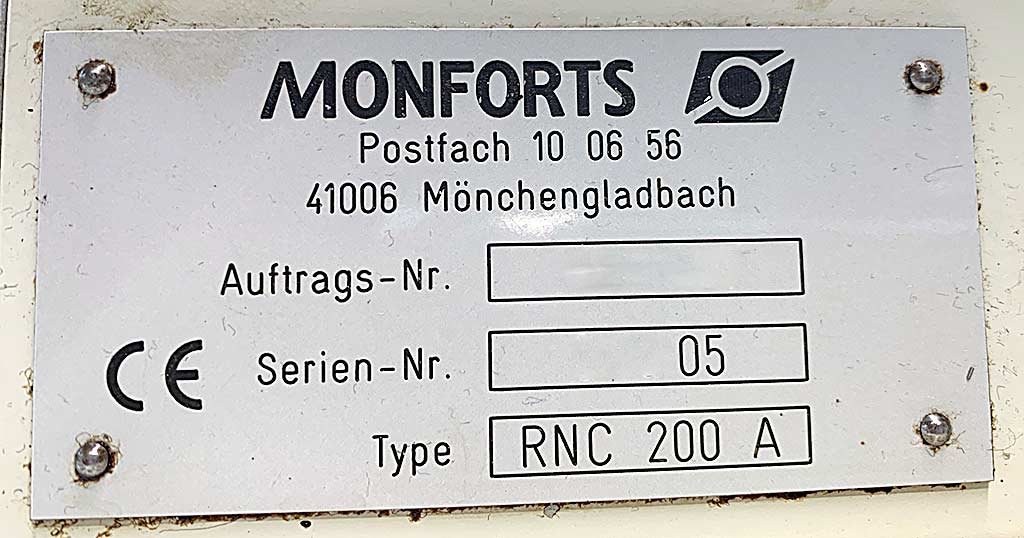 MONFORTS
Postfach 10 06 56
41006 Mönchengladbach
Auftrags-Nr.
CE Serien-Nr. 05
Type RNC 200 A